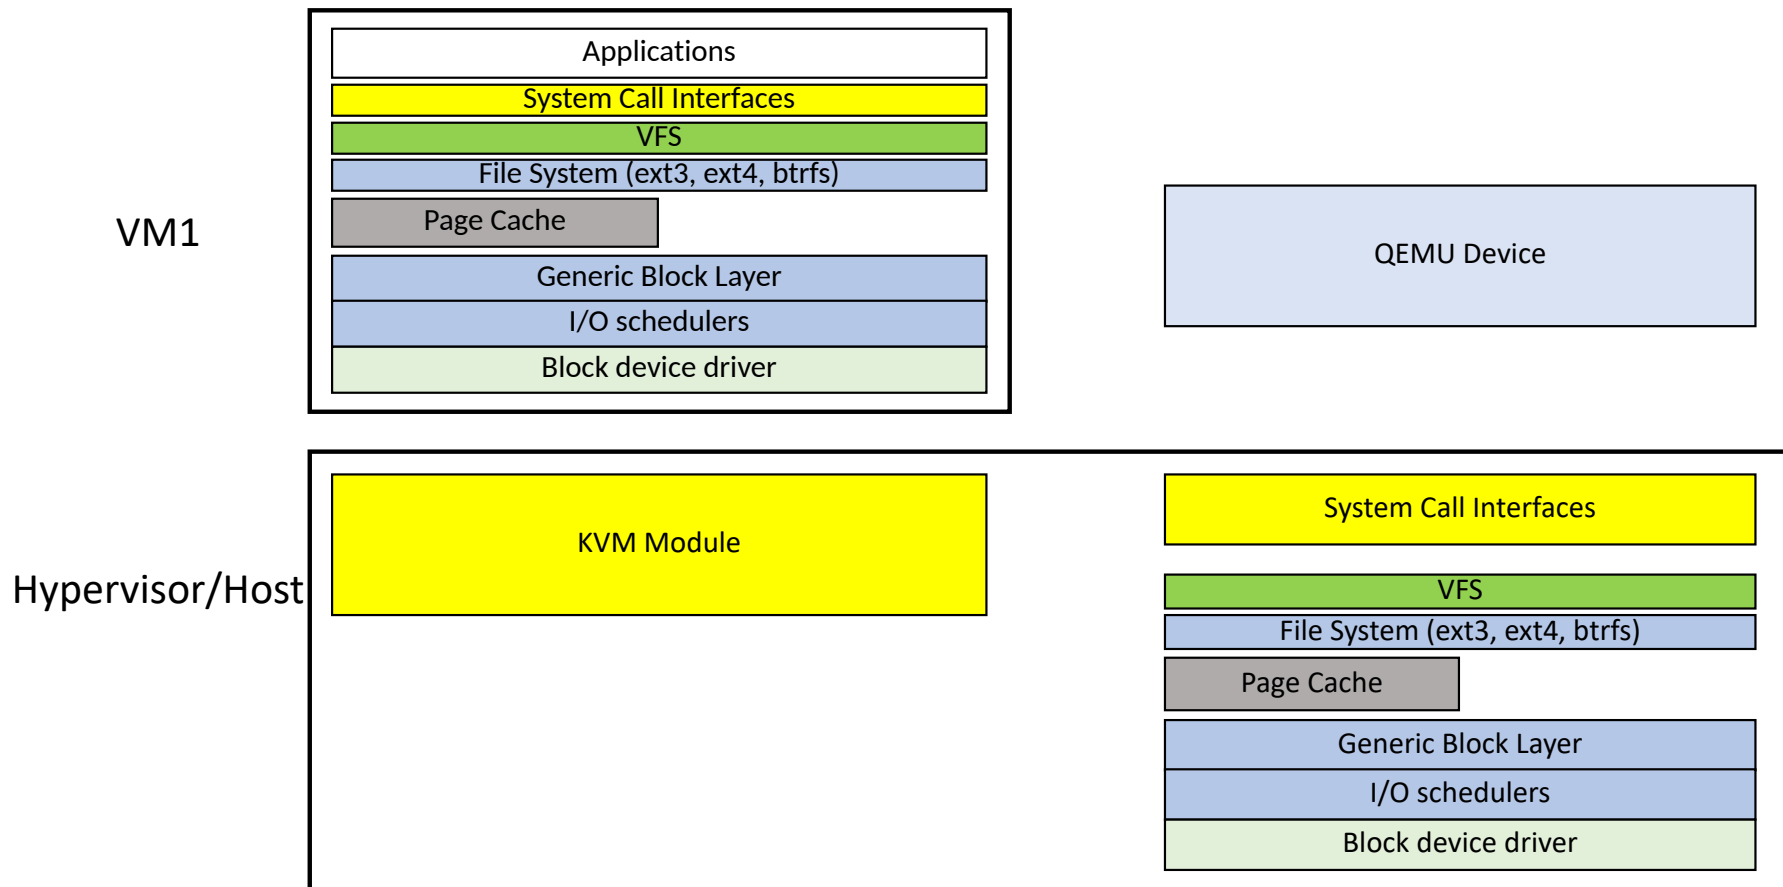 Applications
System Call Interfaces
VFS
File System (ext3, ext4, btrfs)
Page Cache
Generic Block Layer
I/O schedulers
Block device driver
VM1
QEMU Device
Hypervisor/Host
KVM Module
System Call Interfaces
VFS
File System (ext3, ext4, btrfs)
Page Cache
Generic Block Layer
I/O schedulers
Block device driver